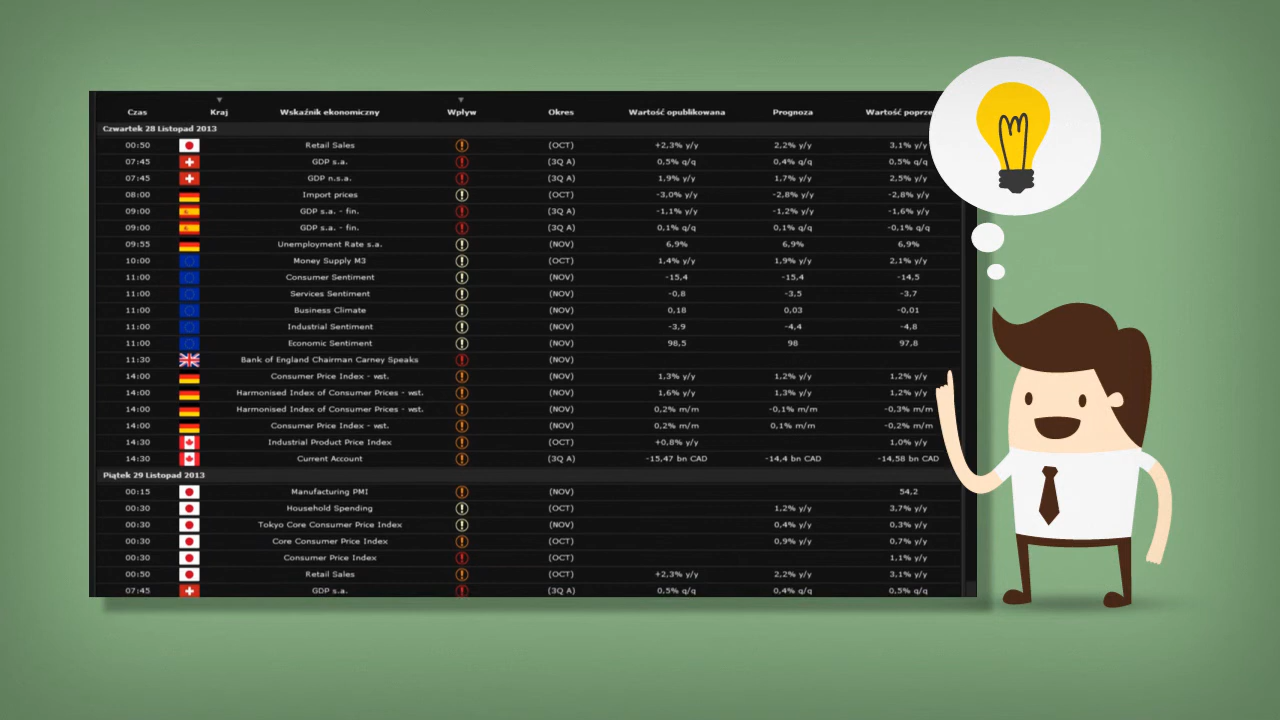 Czas Kraj Wskaźnik ekonomiczny Wpływ Okres Wartość opublikowana Prognoza Wartość poprze
Czwartek 28 Listopad 2013
00:50 Retail Sales (OCT) +2,3% y/y 2,2% y/y 3,1% y/y
07:45 GDP s.a. (3Q A) 0,5% q/q 0,4% q/q 0,5% q/q
07:45 GDP n.s.a. (3Q A) 1,9% y/y 1,7% y/y 2,5% y/y
08:00 Import prices (OCT) -3,0% y/y -2,8% y/y -2,8% y/y
09:00 GDP s.a. - fin. (3Q A) -1,1% y/y -1,2% y/y -1,6% y/y
09:00 GDP s.a. - fin. (3Q A) 0,1% q/q 0,1% q/q -0,1% q/q
09:55 Unemployment Rate s.a. (NOV) 6,9% 6,9% 6,9%
10:00 Money Supply M3 (OCT) 1,4% y/y 1,9% y/y 2,1% y/y
11:00 Consumer Sentiment (NOV) -15,4 -15,4 -14,5
11:00 Services Sentiment (NOV) -0,8 -3,5 -3,7
11:00 Business Climate (NOV) 0,18 0,03 -0,01
11:00 Industrial Sentiment (NOV) -3,9 -4,4 -4,8
11:00 Economic Sentiment (NOV) 98,5 98 97,8
11:30 Bank of England Chairman Carney Speaks (NOV)
14:00 Consumer Price Index - wst. (NOV) 1,3% y/y 1,2% y/y 1,2% y/y
14:00 Harmonised Index of Consumer Prices - wst. (NOV) 1,6% y/y 1,3% y/y 1,2% y/y
14:00 Harmonised Index of Consumer Prices - wst. (NOV) 0,2% m/m -0,1% m/m -0,3% m/m
14:00 Consumer Price Index - wst. (NOV) 0,2% m/m 0,1% m/m -0,2% m/m
14:30 Industrial Product Price Index (OCT) +0,8% y/y 1,0% y/y
14:30 Current Account (3Q A) -15,47 bn CAD -14,4 bn CAD -14,58 bn CAD
Piątek 29 Listopad 2013
00:15 Manufacturing PMI (NOV) 54,2
00:30 Household Spending (OCT) 1,2% y/y 3,7% y/y
00:30 Tokyo Core Consumer Price Index (NOV) 0,4% y/y 0,3% y/y
00:30 Core Consumer Price Index (OCT) 0,9% y/y 0,7% y/y
00:30 Consumer Price Index (OCT) 1,1% y/y
00:50 Retail Sales (OCT) +2,3% y/y 2,2% y/y 3,1% y/y
07:45 GDP s.a. (3Q A) 0,5% q/q 0,4% q/q 0,5% q/q